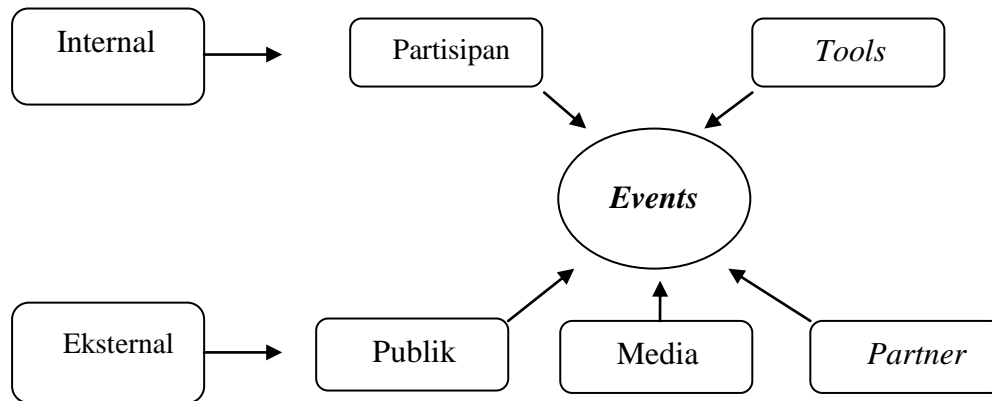 Internal
Partisipan
Tools
Events
Eksternal
Publik
Media
Partner